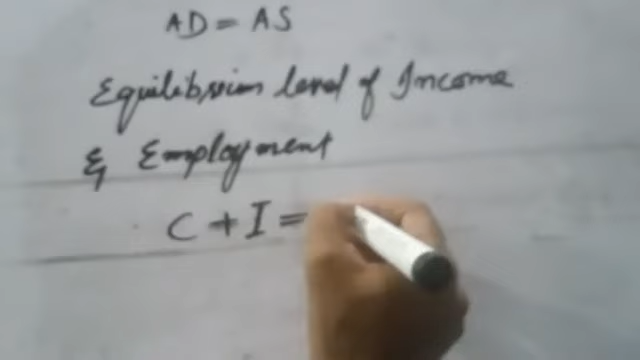 AD = AS
Equilibrium level of Income
& Employment
C + I =